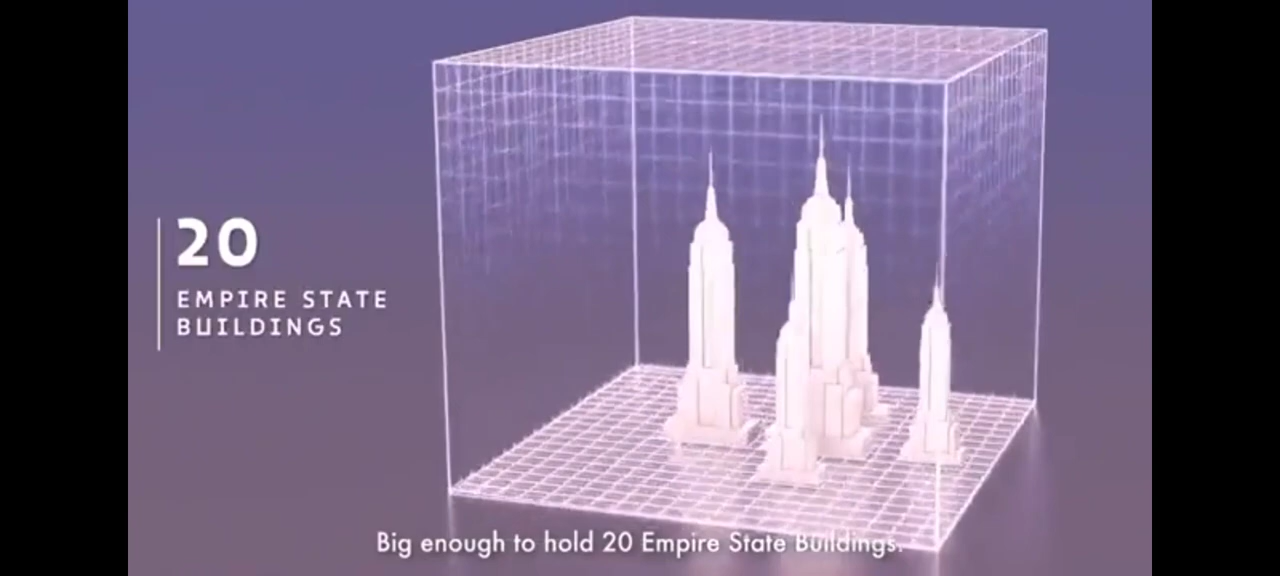 20
EMPIRE STATE
BUILDINGS
Big enough to hold 20 Empire State Buildings.